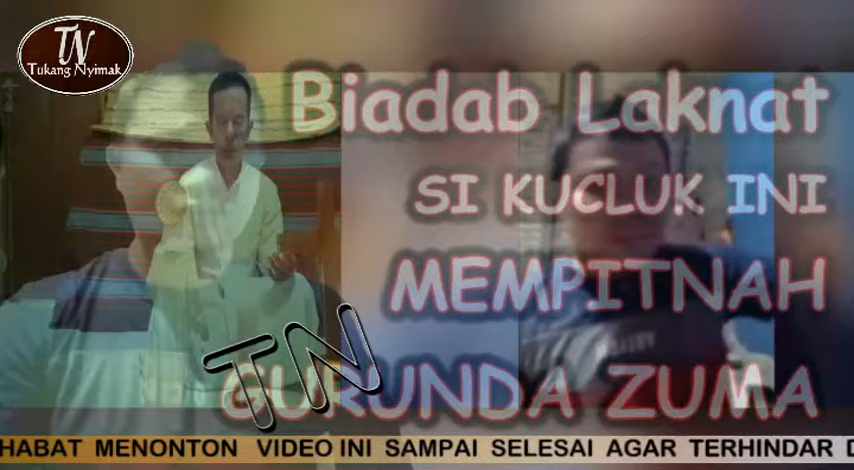 TN
Tukang Nyimak
Biadab Laknat
SI KUCLUK INI
MEMPITNAH
TN
GURUNDA ZUMA
HABAT MENONTON VIDEO INI SAMPAI SELESAI AGAR TERHINDAR D